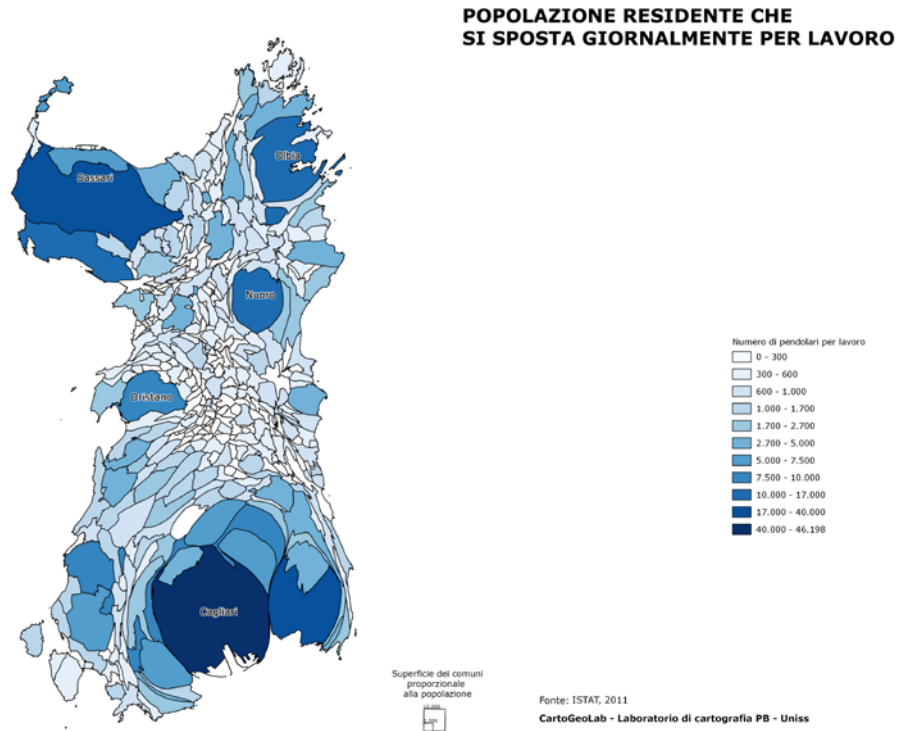 POPOLAZIONE RESIDENTE CHE
SI SPOSTA GIORNALMENTE PER LAVORO
Olbia
Sassari
Nuoro
Oristano
Cagliari
Numero di pendolari per lavoro
0 - 300
300 - 600
600 - 1.000
1.000 - 1.700
1.700 - 2.700
2.700 - 5.000
5.000 - 7.500
7.500 - 10.000
10.000 - 17.000
17.000 - 40.000
40.000 - 46.198
Superficie dei comuni
proporzionale
alla popolazione
10.000
Fonte: ISTAT, 2011
CartoGeoLab - Laboratorio di cartografia PB - Uniss